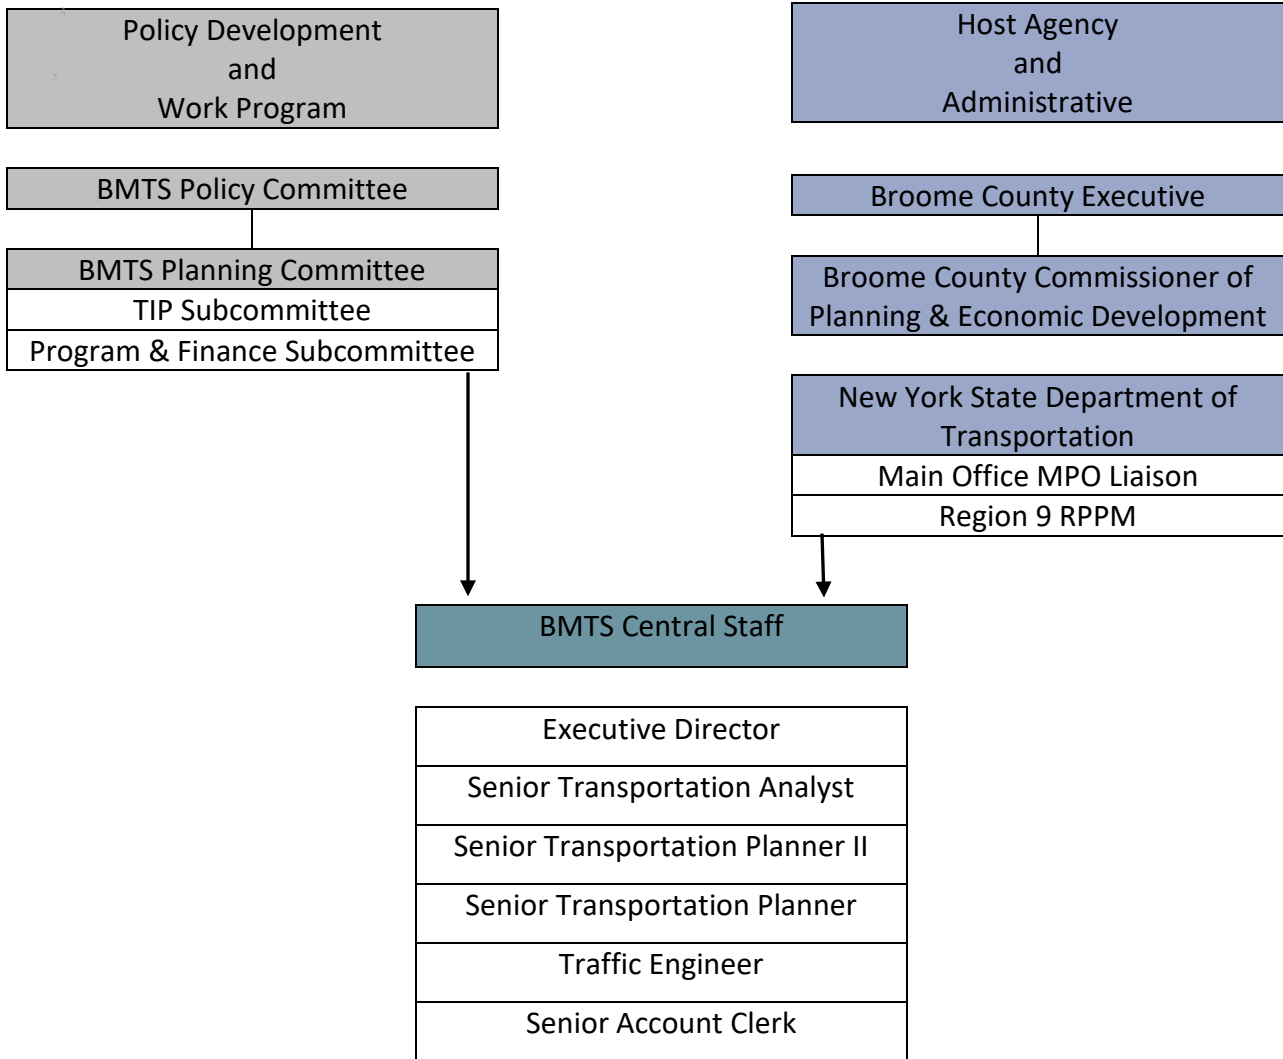 Policy Development
and
Work Program
BMTS Policy Committee
BMTS Planning Committee
TIP Subcommittee
Program & Finance Subcommittee
Host Agency
and
Administrative
Broome County Executive
Broome County Commissioner of
Planning & Economic Development
New York State Department of
Transportation
Main Office MPO Liaison
Region 9 RPPM
BMTS Central Staff
Executive Director
Senior Transportation Analyst
Senior Transportation Planner II
Senior Transportation Planner
Traffic Engineer
Senior Account Clerk